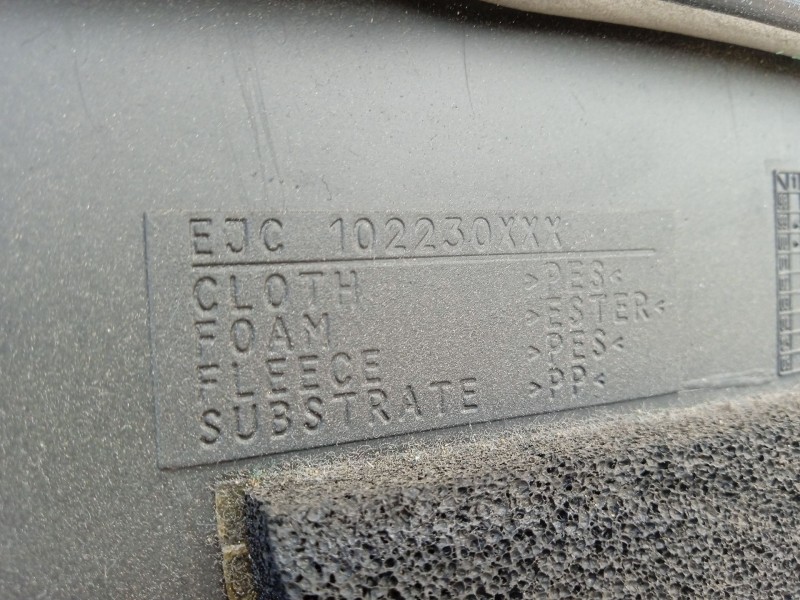 EJC 102230XXX
CLOTH >PES<
FOAM >ESTER<
FLEECE >PES<
SUBSTRATE >PP<